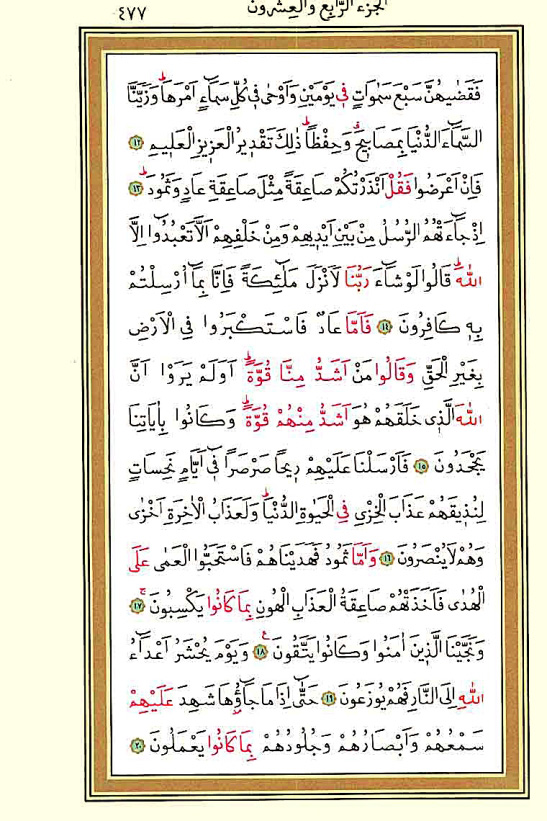 ٤٧٧ الجزء الرابع والعشرون
فَقَضٰيهُنَّ سَبْعَ سَمٰوَاتٍ فِي يَوْمَيْنِ وَاَوْحٰى فِي كُلِّ سَمَٓاءٍ اَمْرَهَاۜ وَزَيَّنَّا
السَّمَٓاءَ الدُّنْيَا بِمَصَابِيحَۗ وَحِفْظًاۜ ذٰلِكَ تَقْدِيرُ الْعَزِيزِ الْعَلِيمِ ﴿١٢﴾
فَاِنْ اَعْرَضُوا فَقُلْ اَنْذَرْتُكُمْ صَاعِقَةً مِثْلَ صَاعِقَةِ عَادٍ وَثَمُودَۜ ﴿١٣﴾
اِذْ جَٓاءَتْهُمُ الرُّسُلُ مِنْ بَيْنِ اَيْدِيهِمْ وَمِنْ خَلْفِهِمْ اَلَّا تَعْبُدُٓوا اِلَّا
اللّٰهَۜ قَالُوا لَوْ شَٓاءَ رَبُّنَا لَاَنْزَلَ مَلٰٓئِكَةً فَاِنَّا بِمَٓا اُرْسِلْتُمْ
بِهِ كَافِرُونَ ﴿١٤﴾ فَاَمَّا عَادٌ فَاسْتَكْبَرُوا فِي الْاَرْضِ
بِغَيْرِ الْحَقِّ وَقَالُوا مَنْ اَشَدُّ مِنَّا قُوَّةًۜ اَوَلَمْ يَرَوْا اَنَّ
اللّٰهَ الَّذِي خَلَقَهُمْ هُوَ اَشَدُّ مِنْهُمْ قُوَّةًۜ وَكَانُوا بِاٰيَاتِنَا
يَجْحَدُونَ ﴿١٥﴾ فَاَرْسَلْنَا عَلَيْهِمْ رِيحًا صَرْصَرًا فِٓي اَيَّامٍ نَحِسَاتٍ
لِنُذِيقَهُمْ عَذَابَ الْخِزْيِ فِي الْحَيٰوةِ الدُّنْيَاۜ وَلَعَذَابُ الْاٰخِرَةِ اَخْزٰى
وَهُمْ لَا يُنْصَرُونَ ﴿١٦﴾ وَاَمَّا ثَمُودُ فَهَدَيْنَاهُمْ فَاسْتَحَبُّوا الْعَمٰى عَلَى
الْهُدٰى فَاَخَذَتْهُمْ صَاعِقَةُ الْعَذَابِ الْهُونِ بِمَا كَانُوا يَكْسِبُونَۚ ﴿١٧﴾
وَنَجَّيْنَا الَّذِينَ اٰمَنُوا وَكَانُوا يَتَّقُونَ۟ ﴿١٨﴾ وَيَوْمَ يُحْشَرُ اَعْدَٓاءُ
اللّٰهِ اِلَى النَّارِ فَهُمْ يُوزَعُونَ ﴿١٩﴾ حَتّٰٓى اِذَا مَا جَٓاؤُ۫هَا شَهِدَ عَلَيْهِمْ
سَمْعُهُمْ وَاَبْصَارُهُمْ وَجُلُودُهُمْ بِمَا كَانُوا يَعْمَلُونَ ﴿٢٠﴾